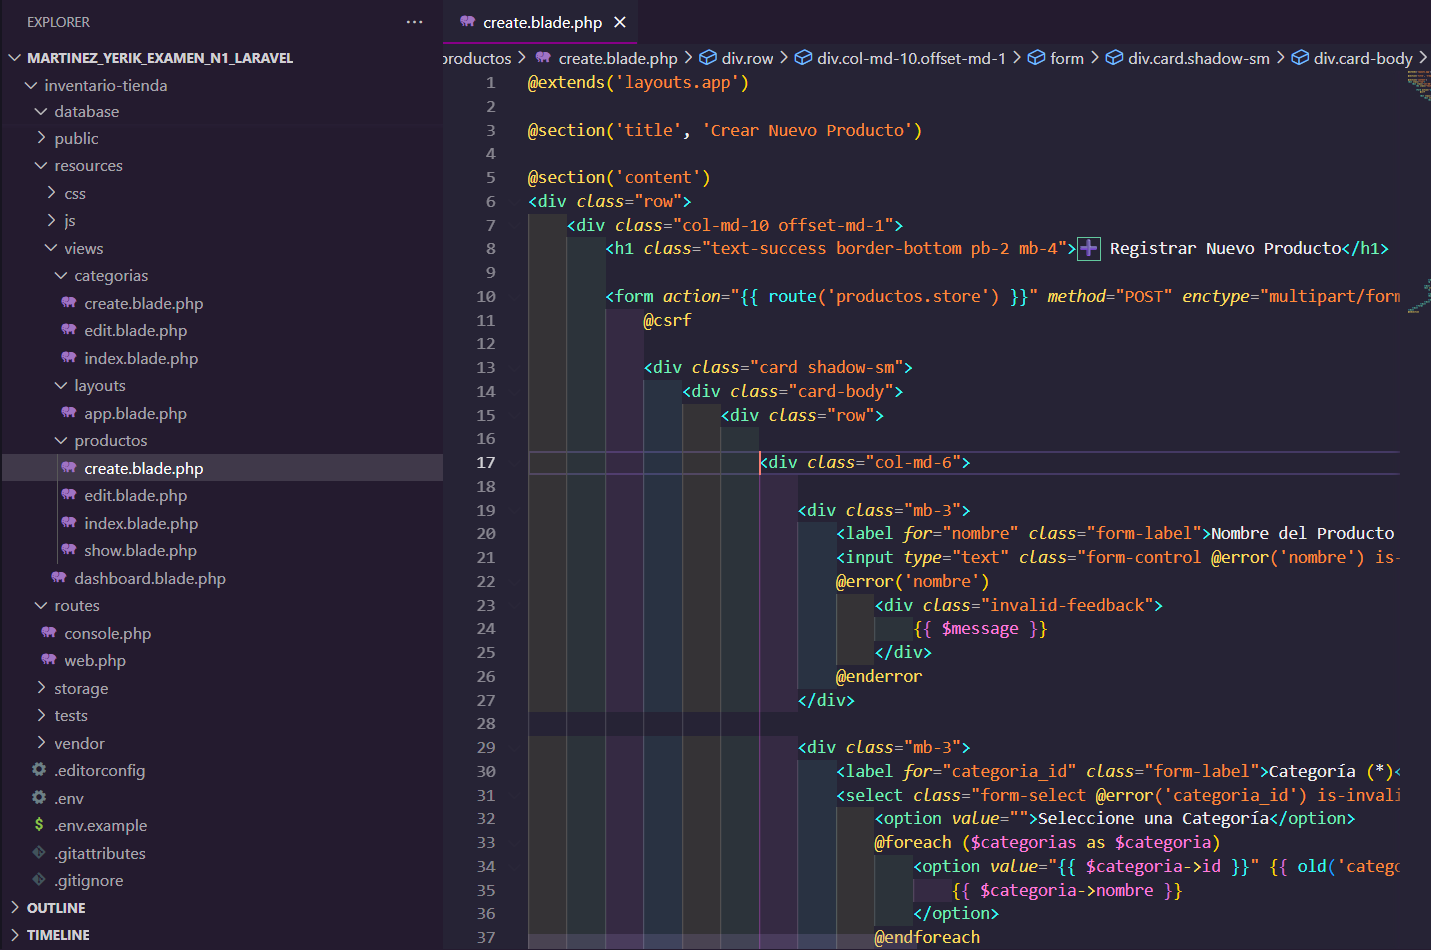 EXPLORER
MARTINEZ_YERIK_EXAMEN_N1_LARAVEL
inventario-tienda
database
public
resources
css
js
views
categorias
create.blade.php
edit.blade.php
index.blade.php
layouts
app.blade.php
productos
create.blade.php
edit.blade.php
index.blade.php
show.blade.php
dashboard.blade.php
routes
console.php
web.php
storage
tests
vendor
.editorconfig
.env
$ .env.example
.gitattributes
.gitignore
OUTLINE
TIMELINE
create.blade.php
productos > create.blade.php > div.row > div.col-md-10.offset-md-1 > form > div.card.shadow-sm > div.card-body >
1 @extends('layouts.app')
2
3 @section('title', 'Crear Nuevo Producto')
4
5 @section('content')
6 <div class="row">
7 <div class="col-md-10 offset-md-1">
8 <h1 class="text-success border-bottom pb-2 mb-4">➕ Registrar Nuevo Producto</h1>
9
10 <form action="{{ route('productos.store') }}" method="POST" enctype="multipart/form
11 @csrf
12
13 <div class="card shadow-sm">
14 <div class="card-body">
15 <div class="row">
16
17 <div class="col-md-6">
18
19 <div class="mb-3">
20 <label for="nombre" class="form-label">Nombre del Producto
21 <input type="text" class="form-control @error('nombre') is-
22 @error('nombre')
23 <div class="invalid-feedback">
24 {{ $message }}
25 </div>
26 @enderror
27 </div>
28
29 <div class="mb-3">
30 <label for="categoria_id" class="form-label">Categoría (*)<
31 <select class="form-select @error('categoria_id') is-invali
32 <option value="">Seleccione una Categoría</option>
33 @foreach ($categorias as $categoria)
34 <option value="{{ $categoria->id }}" {{ old('catego
35 {{ $categoria->nombre }}
36 </option>
37 @endforeach